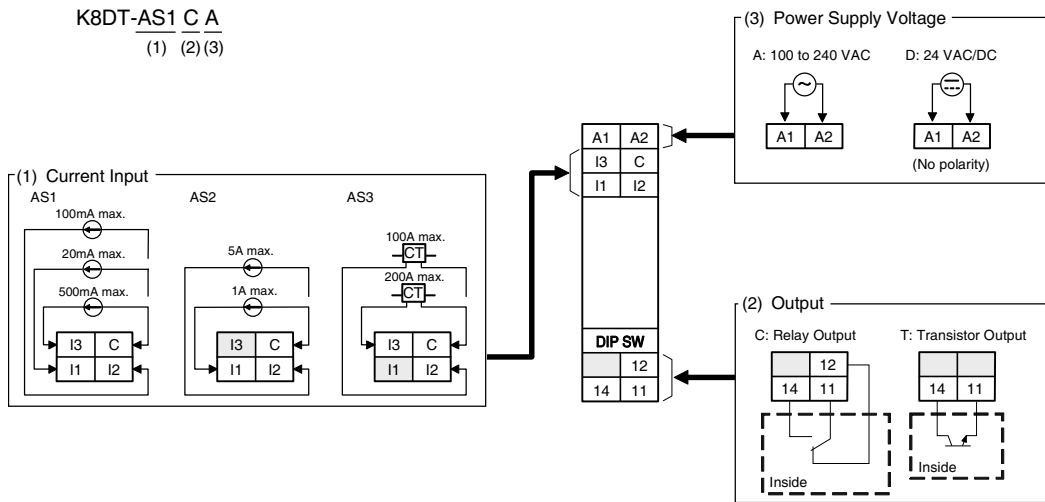 K8DT-AS1 C A
(1) (2) (3)
(1) Current Input
AS1
100mA max.
20mA max.
500mA max.
I3 C
I1 I2
AS2
5A max.
1A max.
I3 C
I1 I2
AS3
100A max.
CT
200A max.
CT
I3 C
I1 I2
A1 A2
I3 C
I1 I2
DIP SW
12
14 11
(3) Power Supply Voltage
A: 100 to 240 VAC
A1 A2
D: 24 VAC/DC
A1 A2
(No polarity)
(2) Output
C: Relay Output
12
14 11
Inside
T: Transistor Output
14 11
Inside